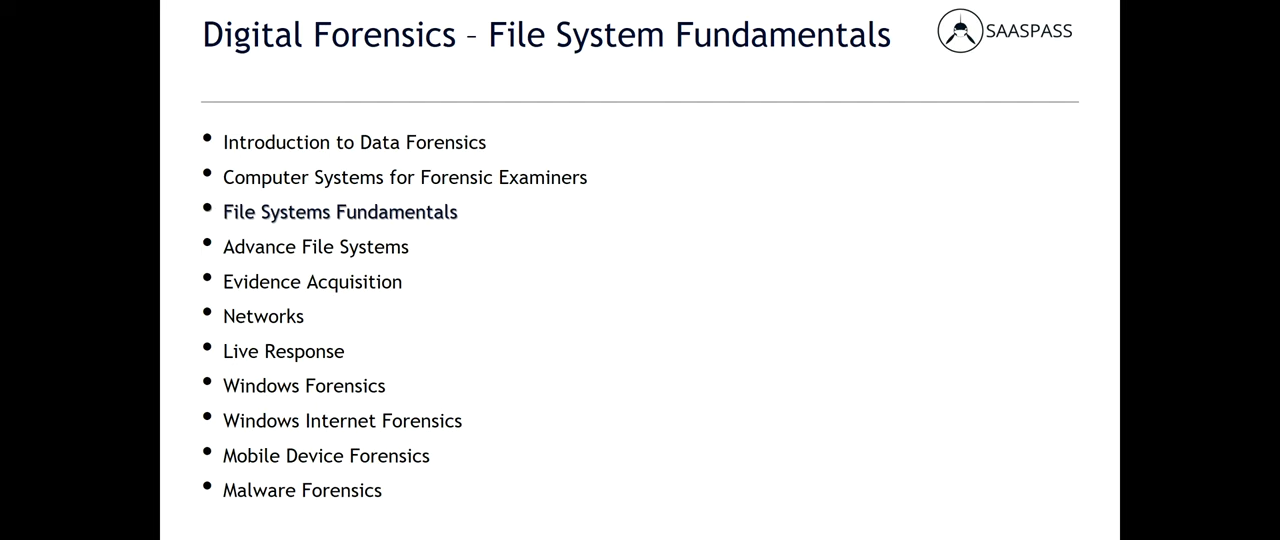 Digital Forensics – File System Fundamentals
SAASPASS
• Introduction to Data Forensics
• Computer Systems for Forensic Examiners
• File Systems Fundamentals
• Advance File Systems
• Evidence Acquisition
• Networks
• Live Response
• Windows Forensics
• Windows Internet Forensics
• Mobile Device Forensics
• Malware Forensics